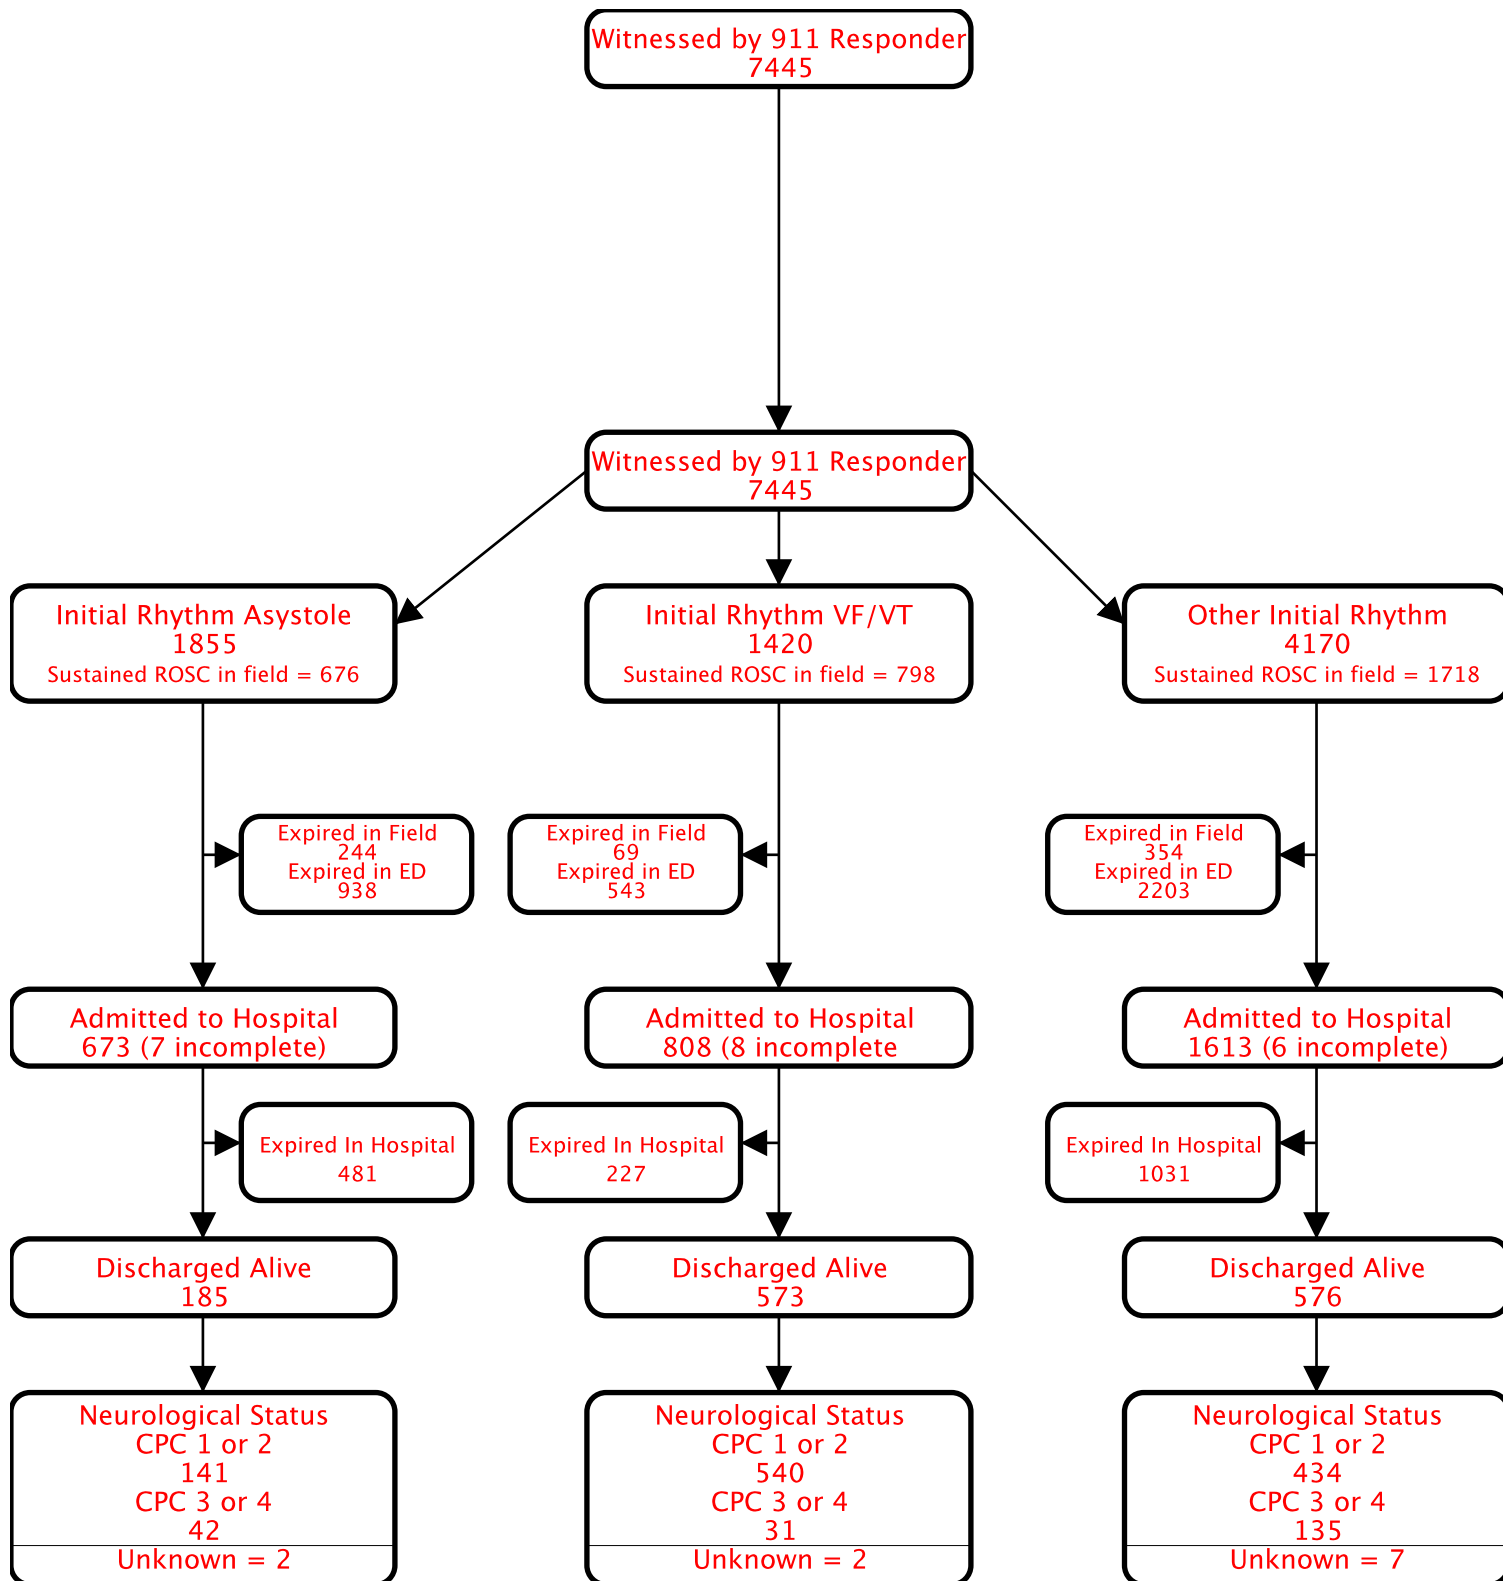 Witnessed by 911 Responder
7445
Witnessed by 911 Responder
7445
Initial Rhythm Asystole
1855
Sustained ROSC in field = 676
Initial Rhythm VF/VT
1420
Sustained ROSC in field = 798
Other Initial Rhythm
4170
Sustained ROSC in field = 1718
Expired in Field
244
Expired in ED
938
Expired in Field
69
Expired in ED
543
Expired in Field
354
Expired in ED
2203
Admitted to Hospital
673 (7 incomplete)
Admitted to Hospital
808 (8 incomplete
Admitted to Hospital
1613 (6 incomplete)
Expired In Hospital
481
Expired In Hospital
227
Expired In Hospital
1031
Discharged Alive
185
Discharged Alive
573
Discharged Alive
576
Neurological Status
CPC 1 or 2
141
CPC 3 or 4
42
Unknown = 2
Neurological Status
CPC 1 or 2
540
CPC 3 or 4
31
Unknown = 2
Neurological Status
CPC 1 or 2
434
CPC 3 or 4
135
Unknown = 7